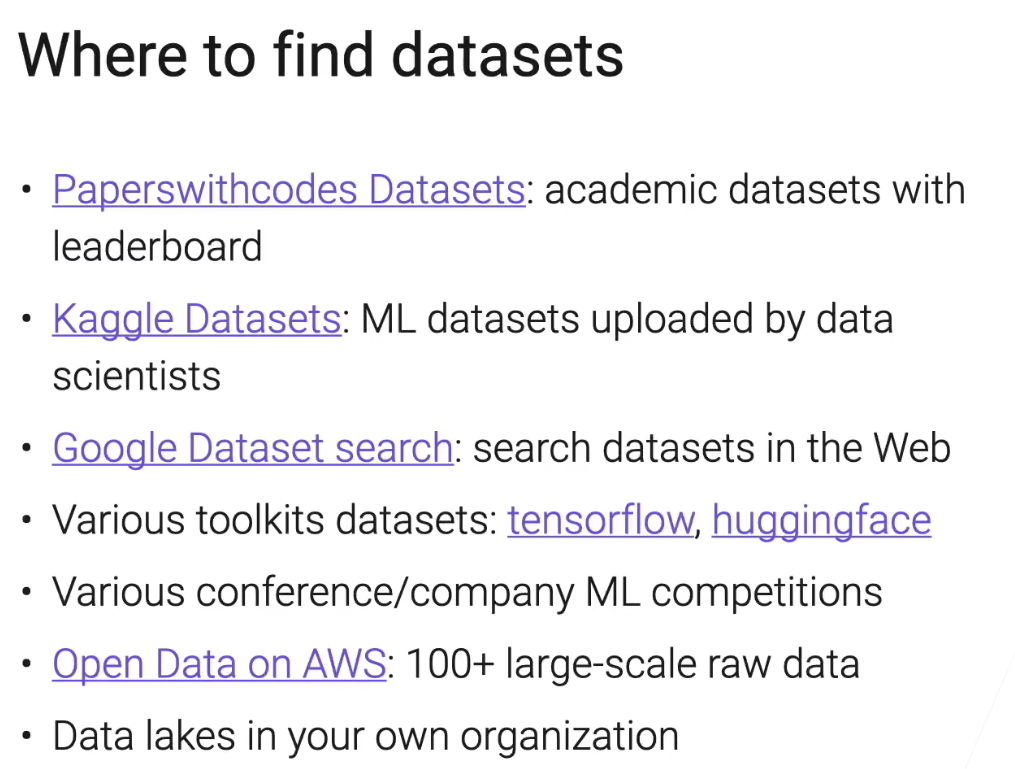 Where to find datasets
• Paperswithcodes Datasets: academic datasets with
leaderboard
• Kaggle Datasets: ML datasets uploaded by data
scientists
• Google Dataset search: search datasets in the Web
• Various toolkits datasets: tensorflow, huggingface
• Various conference/company ML competitions
• Open Data on AWS: 100+ large-scale raw data
• Data lakes in your own organization